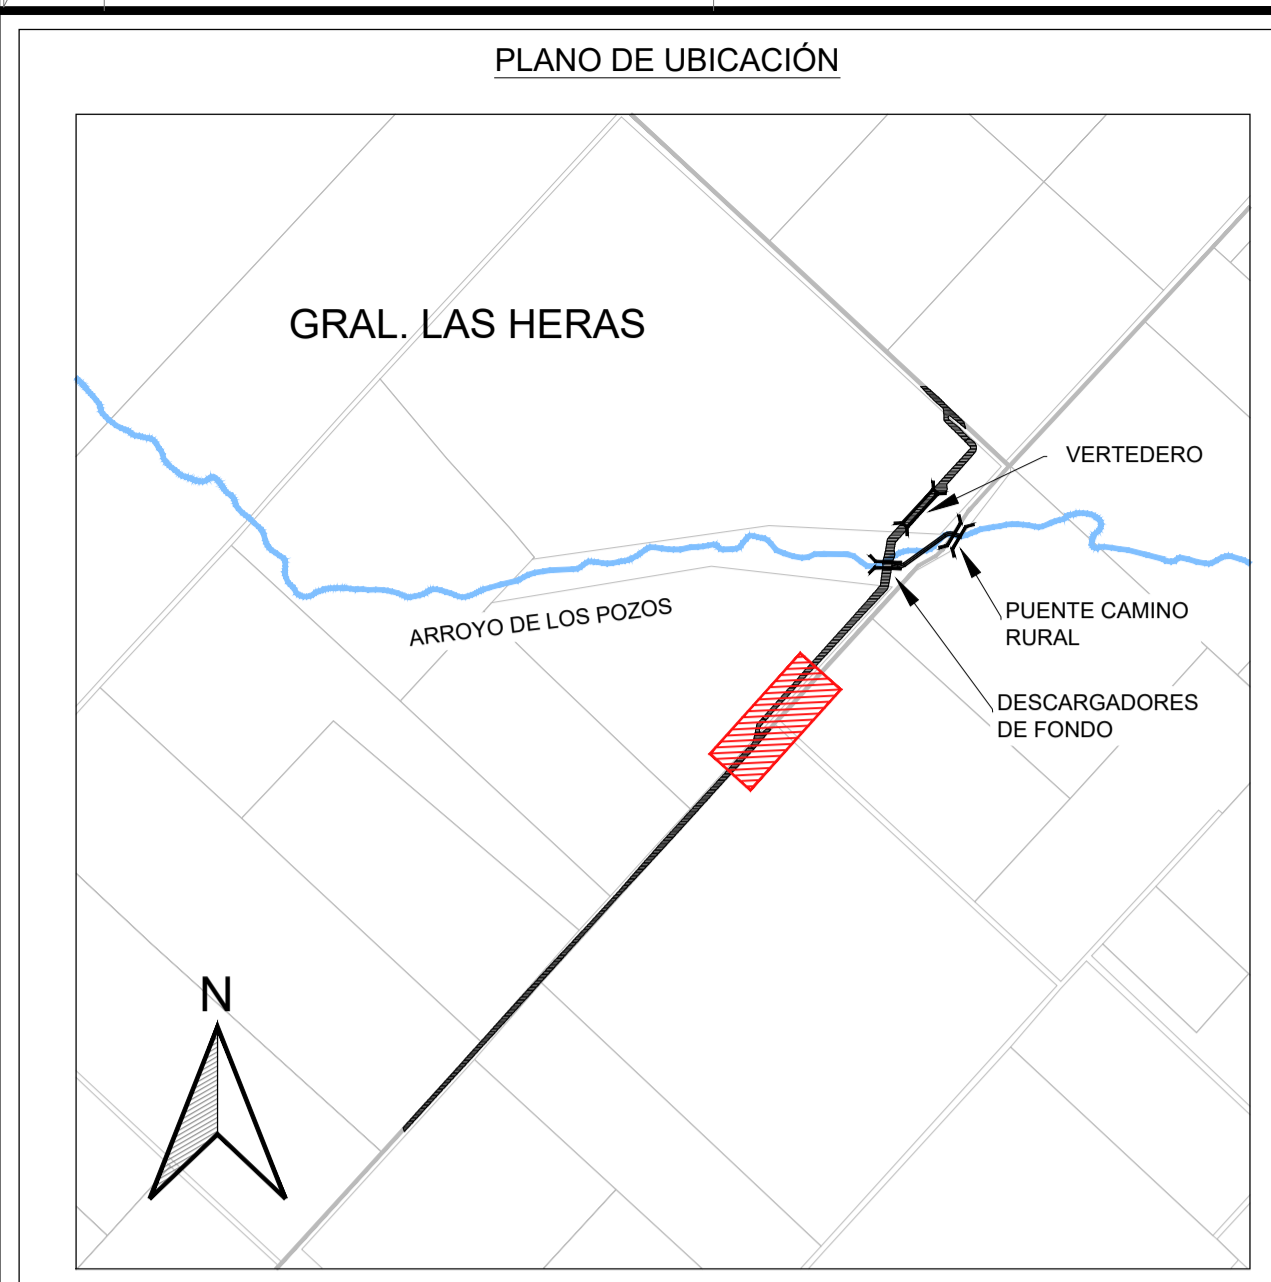 PLANO DE UBICACIÓN
GRAL. LAS HERAS
VERTEDERO
ARROYO DE LOS POZOS
PUENTE CAMINO
RURAL
DESCARGADORES
DE FONDO
N